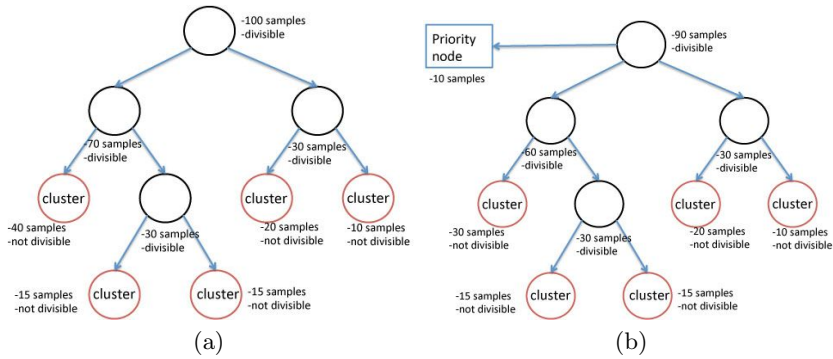 -100 samples
-divisible
-70 samples
-divisible
-30 samples
-divisible
cluster
-40 samples
-not divisible
-30 samples
-divisible
cluster
-20 samples
-not divisible
cluster
-10 samples
-not divisible
cluster
-15 samples
-not divisible
cluster
-15 samples
-not divisible
(a)
Priority
node
-10 samples
-90 samples
-divisible
-60 samples
-divisible
-30 samples
-divisible
cluster
-30 samples
-not divisible
-30 samples
-divisible
cluster
-20 samples
-not divisible
cluster
-10 samples
-not divisible
cluster
-15 samples
-not divisible
cluster
-15 samples
-not divisible
(b)